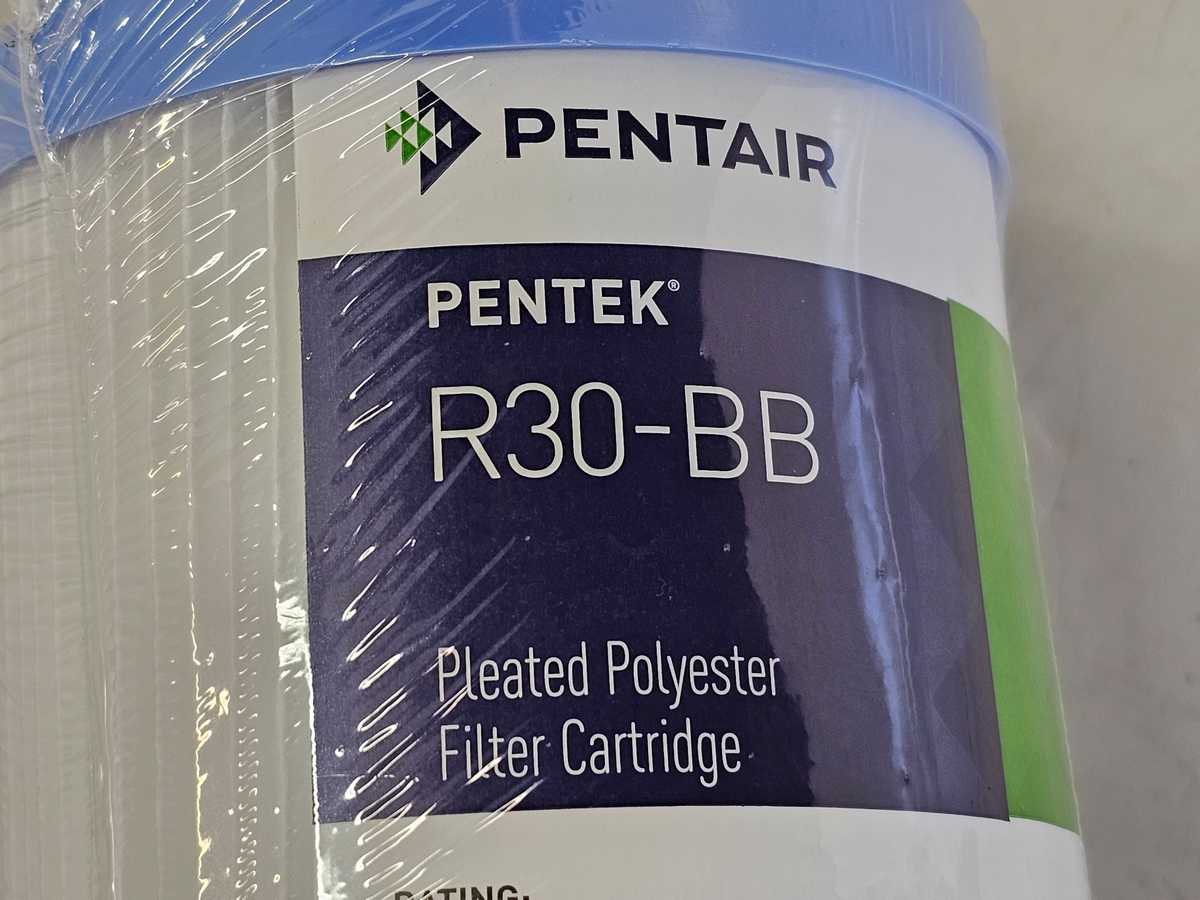 PENTAIR
PENTEK®
R30-BB
Pleated Polyester
Filter Cartridge
RATING: